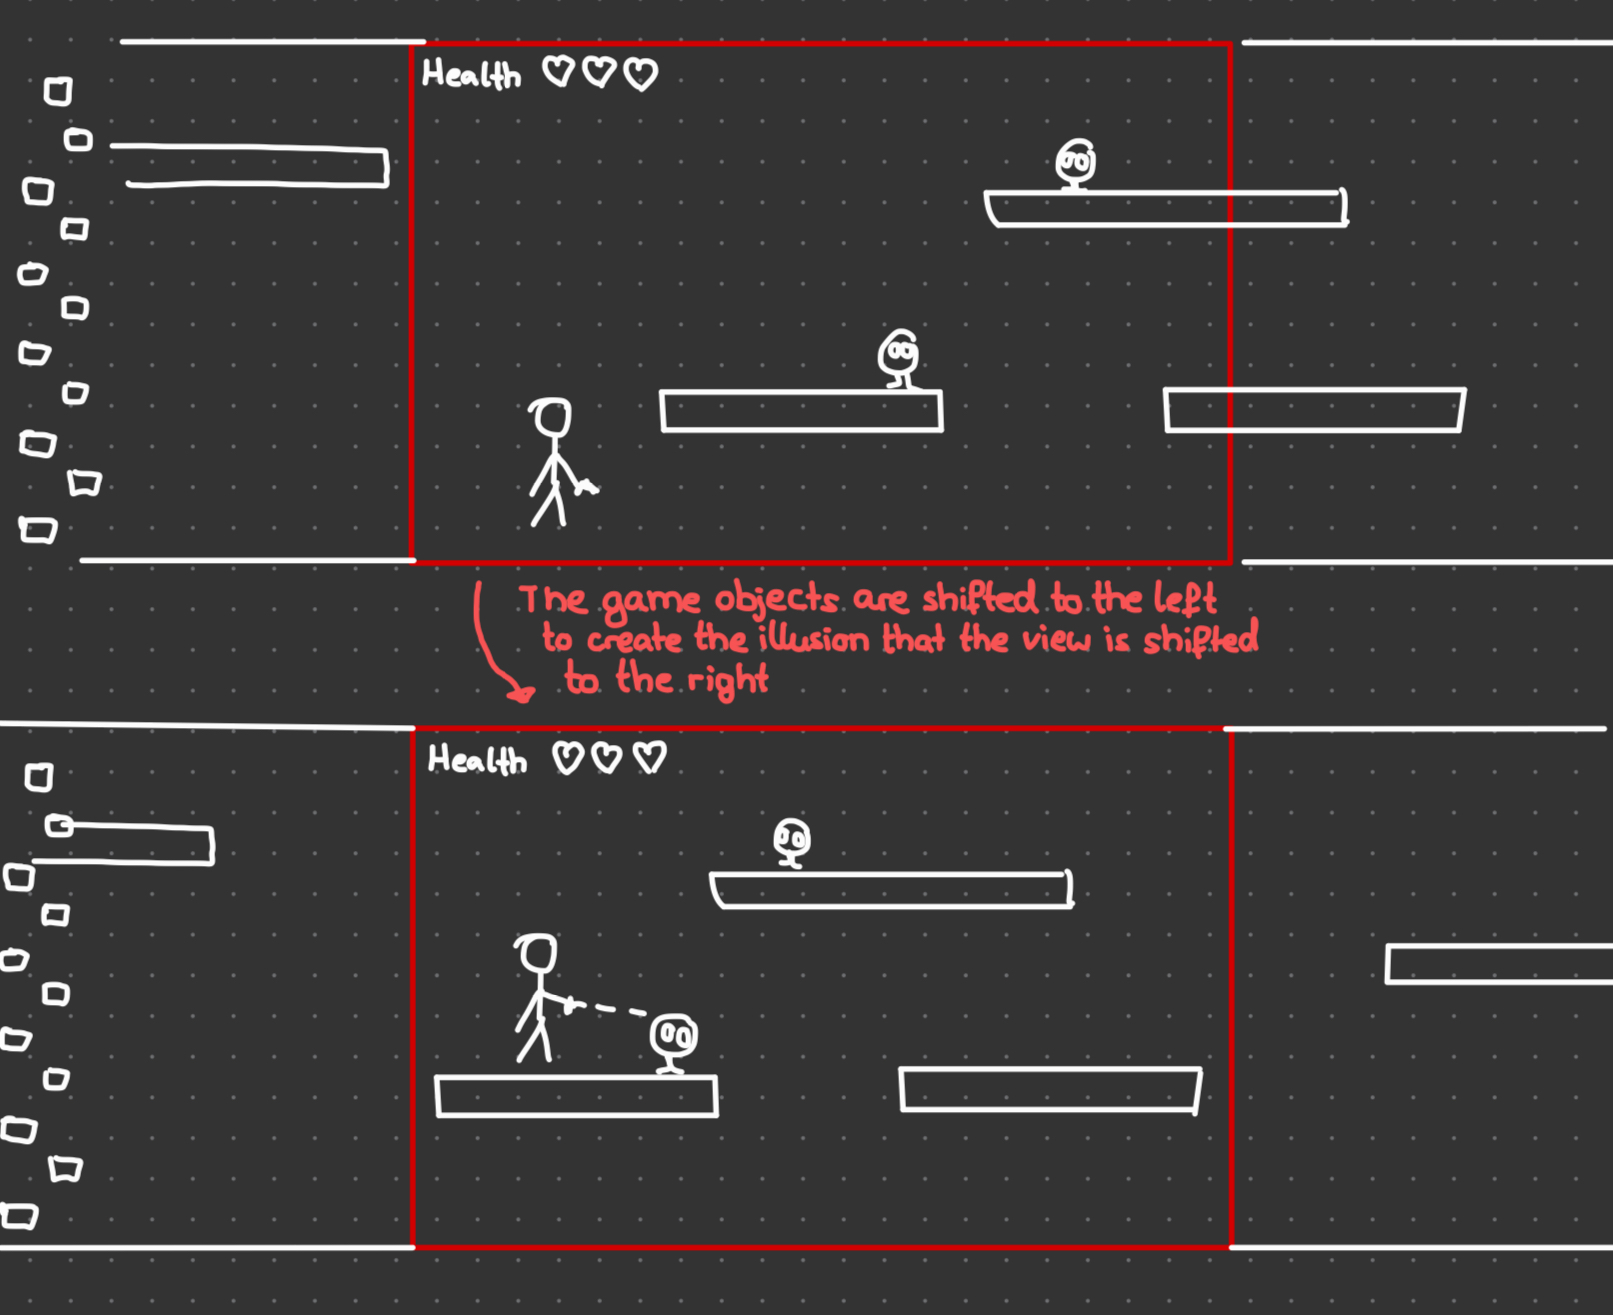 Health ♡♡♡
The game objects are shifted to the left
to create the illusion that the view is shifted
to the right
Health ♡♡♡